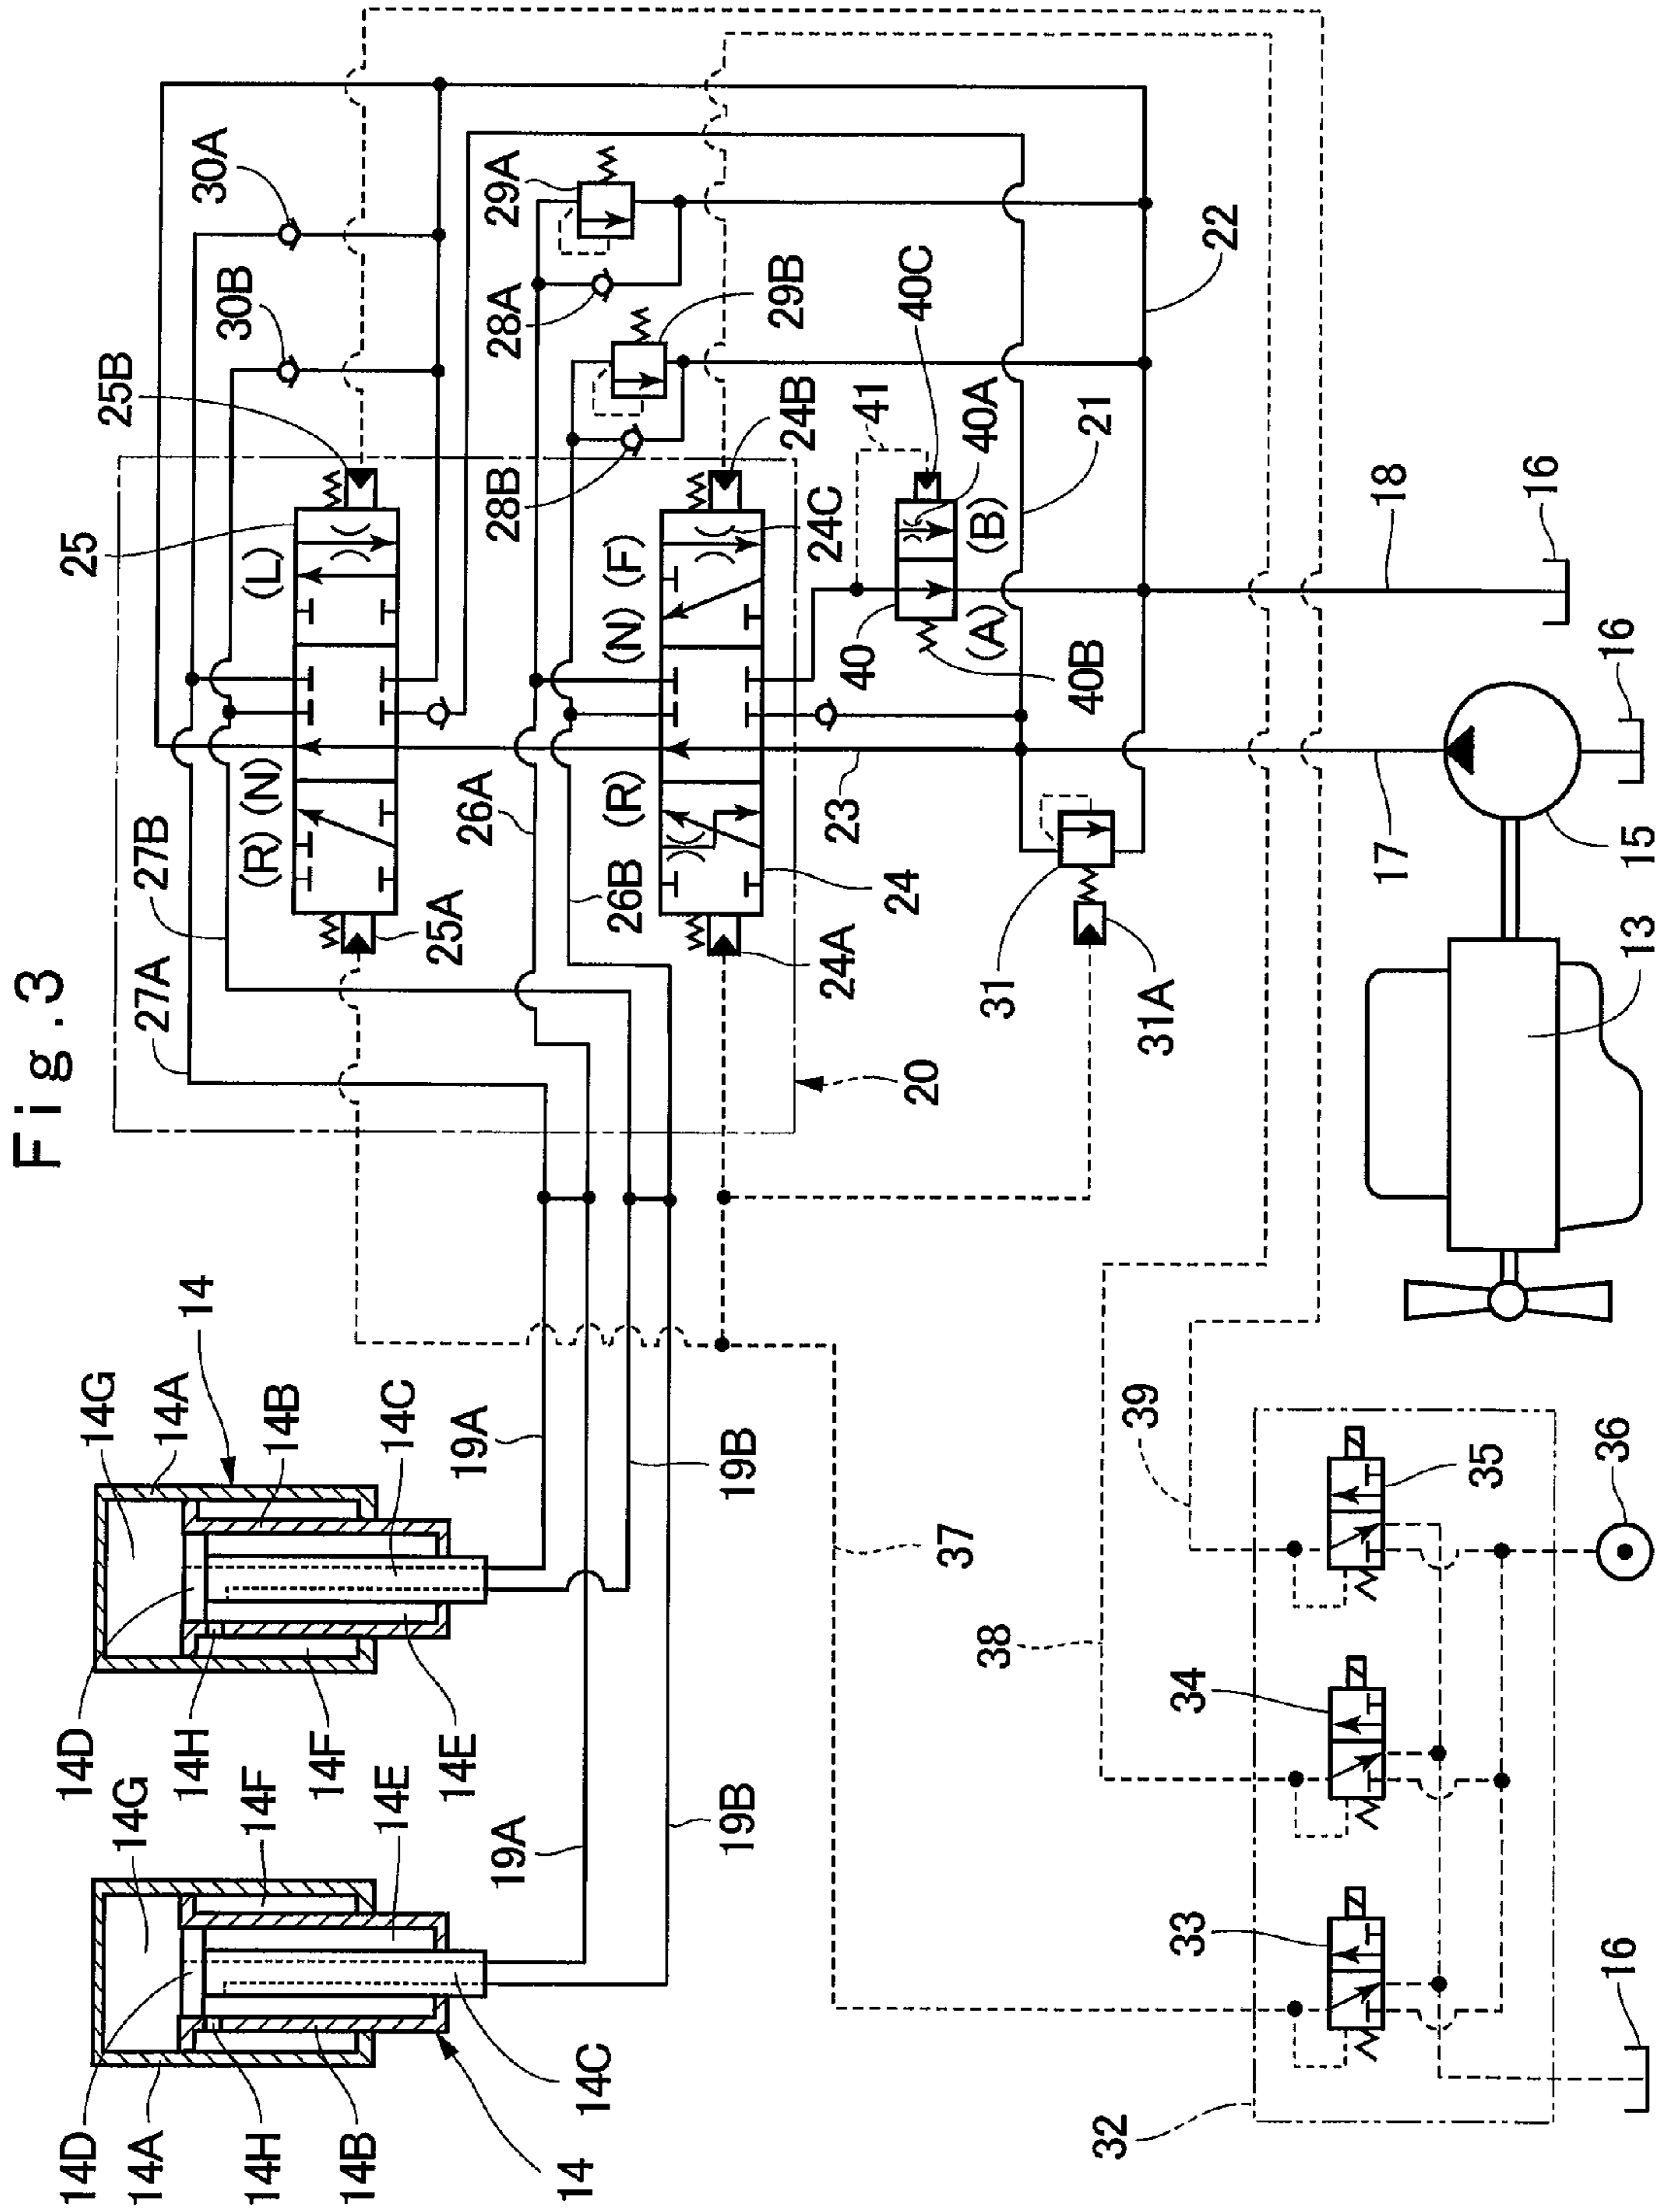 Fig.3
14D
14A
14H
14B
14
14G
14F
14E
14C
14D
14H
14F
14E
14G
14A
14
14B
14C
19A
19B
19A
19B
27A
27B
(R)
(N)
(L)
25
25A
25B
30B
30A
26A
26B
(R)
(N)
(F)
24A
24
24B
24C
28B
28A
29B
29A
20
23
31
31A
40
40B
(A)
(B)
40A
40C
41
21
22
18
16
17
16
15
13
37
38
39
32
33
34
35
36
16